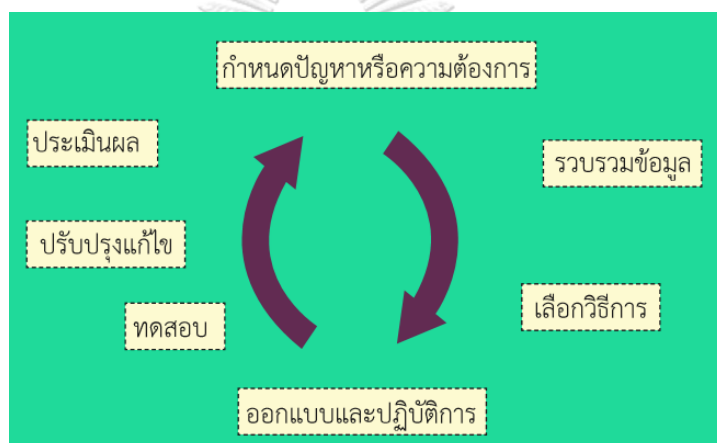 กำหนดปัญหาหรือความต้องการ
รวบรวมข้อมูล
เลือกวิธีการ
ออกแบบและปฏิบัติการ
ทดสอบ
ปรับปรุงแก้ไข
ประเมินผล